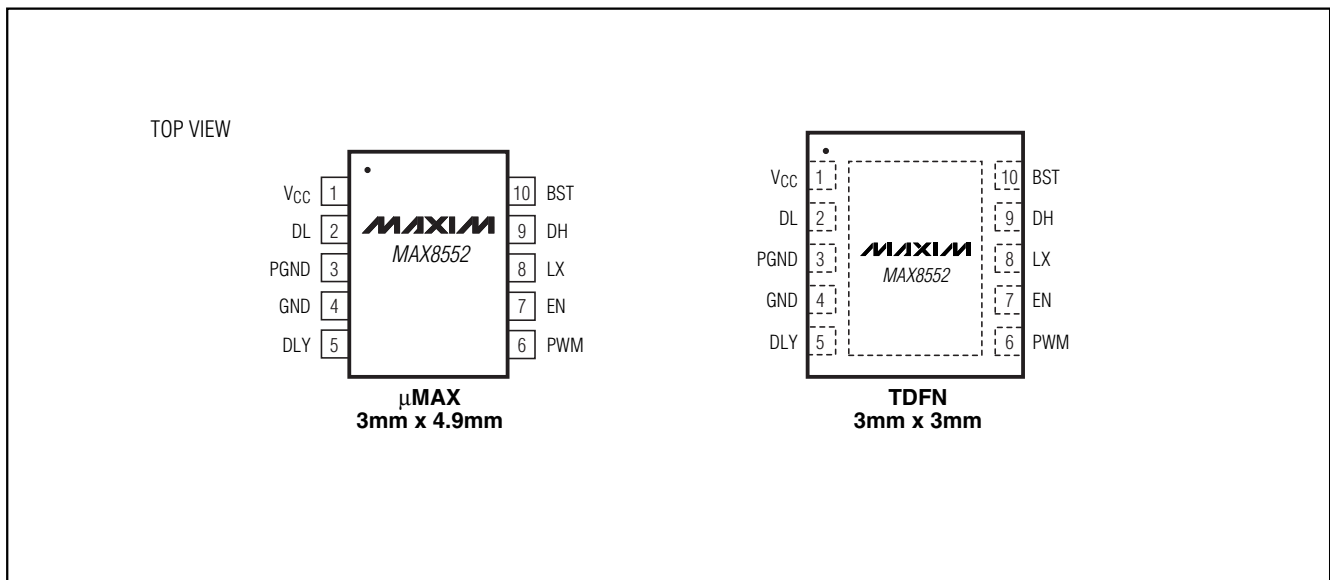 TOP VIEW
VCC 1
DL 2
PGND 3
GND 4
DLY 5
10 BST
9 DH
8 LX
7 EN
6 PWM
MAXIM
MAX8552
µMAX
3mm x 4.9mm
VCC 1
DL 2
PGND 3
GND 4
DLY 5
10 BST
9 DH
8 LX
7 EN
6 PWM
MAXIM
MAX8552
TDFN
3mm x 3mm